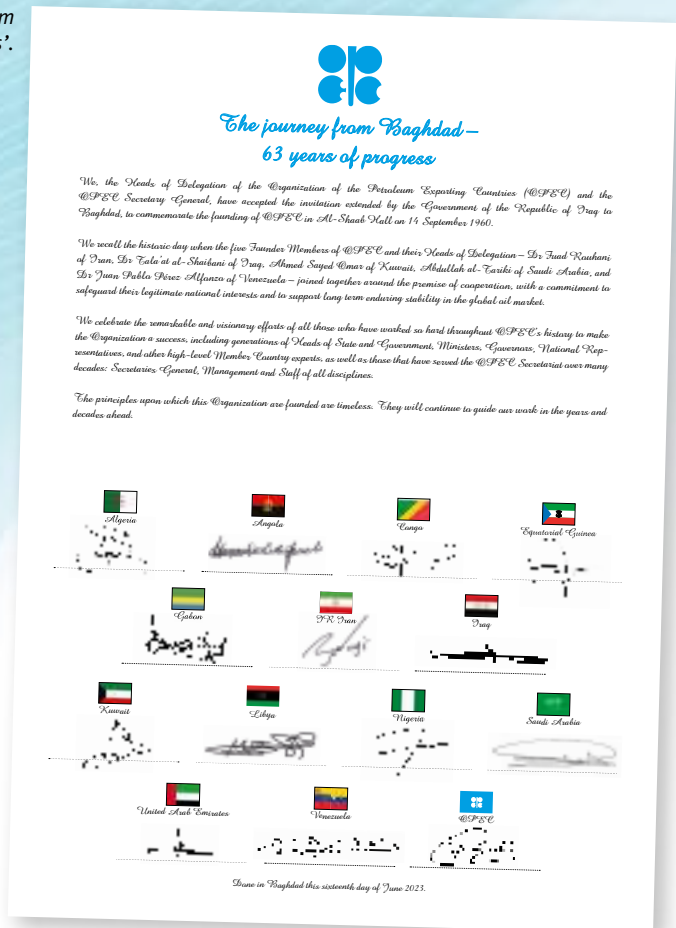 m
s’.
The journey from Baghdad –
63 years of progress
We, the Heads of Delegation of the Organization of the Petroleum Exporting Countries (OPEC) and the
OPEC Secretary General, have accepted the invitation extended by the Government of the Republic of Iraq to
Baghdad, to commemorate the founding of OPEC in Al-Shaab Hall on 14 September 1960.
We recall the historic day when the five Founder Members of OPEC and their Heads of Delegation – Dr Fuad Rouhani
of Iran, Dr Tala’at al-Shaibani of Iraq, Ahmed Sayed Omar of Kuwait, Abdullah al-Tariki of Saudi Arabia, and
Dr Juan Pablo Pérez Alfonzo of Venezuela – joined together around the premise of cooperation, with a commitment to
safeguard their legitimate national interests and to support long term enduring stability in the global oil market.
We celebrate the remarkable and visionary efforts of all those who have worked so hard throughout OPEC’s history to make
the Organization a success, including generations of Heads of State and Government, Ministers, Governors, National Rep-
resentatives, and other high-level Member Country experts, as well as those that have served the OPEC Secretariat over many
decades: Secretaries General, Management and Staff of all disciplines.
The principles upon which this Organization are founded are timeless. They will continue to guide our work in the years and
decades ahead.
Algeria
Angola
Congo
Equatorial Guinea
Gabon
IR Iran
Iraq
Kuwait
Libya
Nigeria
Saudi Arabia
United Arab Emirates
Venezuela
OPEC
Done in Baghdad this sixteenth day of June 2023.